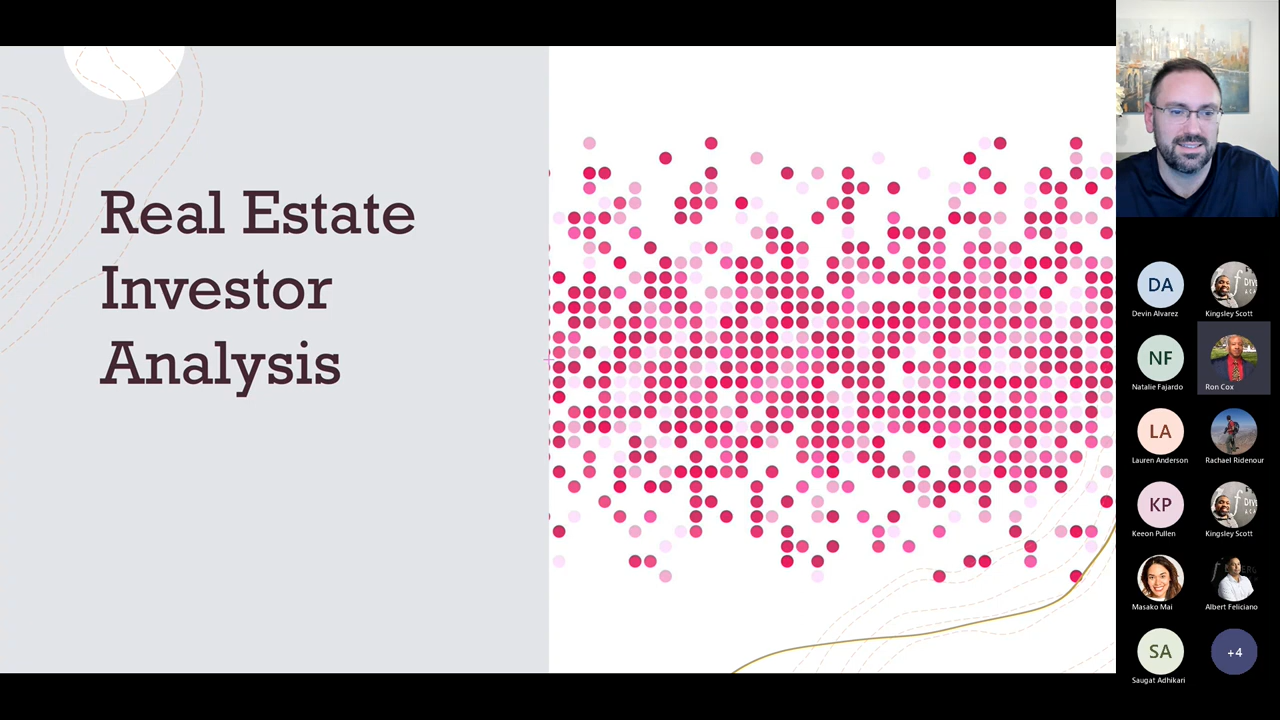 Real Estate
Investor
Analysis
DA
Devin Alvarez
Kingsley Scott
NF
Natalie Fajardo
Ron Cox
LA
Lauren Anderson
Rachael Ridenour
KP
Keeon Pullen
Kingsley Scott
Masako Mai
Albert Feliciano
SA
Saugat Adhikari
+4